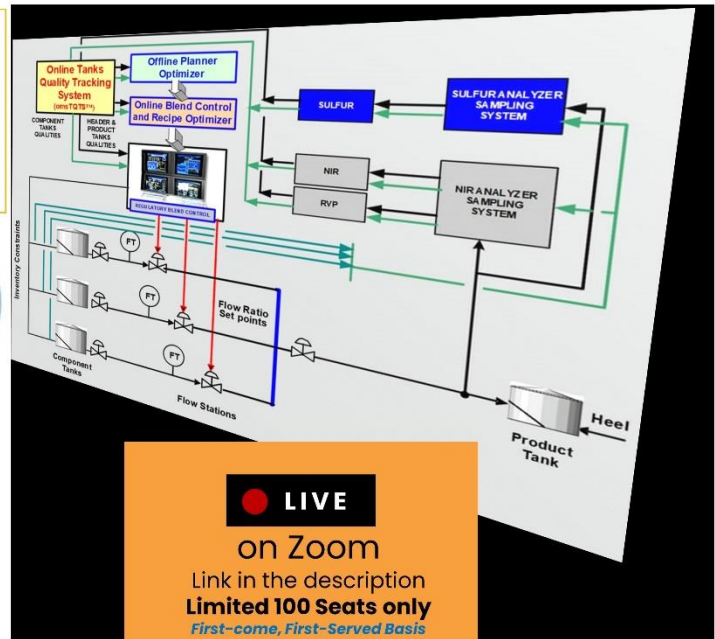 Online Tanks
Quality Tracking
System
(omsTQTS™)
Offline Planner
Optimizer
Online Blend Control
and Recipe Optimizer
COMPONENT
TANKS
QUALITIES
HEADER &
PRODUCT
TANKS
QUALITIES
REGULATORY BLEND CONTROL
SULFUR
SULFUR ANALYZER
SAMPLING
SYSTEM
NIR
RVP
NIR ANALYZER
SAMPLING
SYSTEM
Inventory Constraints
FT
FT
FT
Flow Ratio
Set points
Component
Tanks
Flow Stations
Product
Tank
Heel
LIVE
on Zoom
Link in the description
Limited 100 Seats only
First-come, First-Served Basis